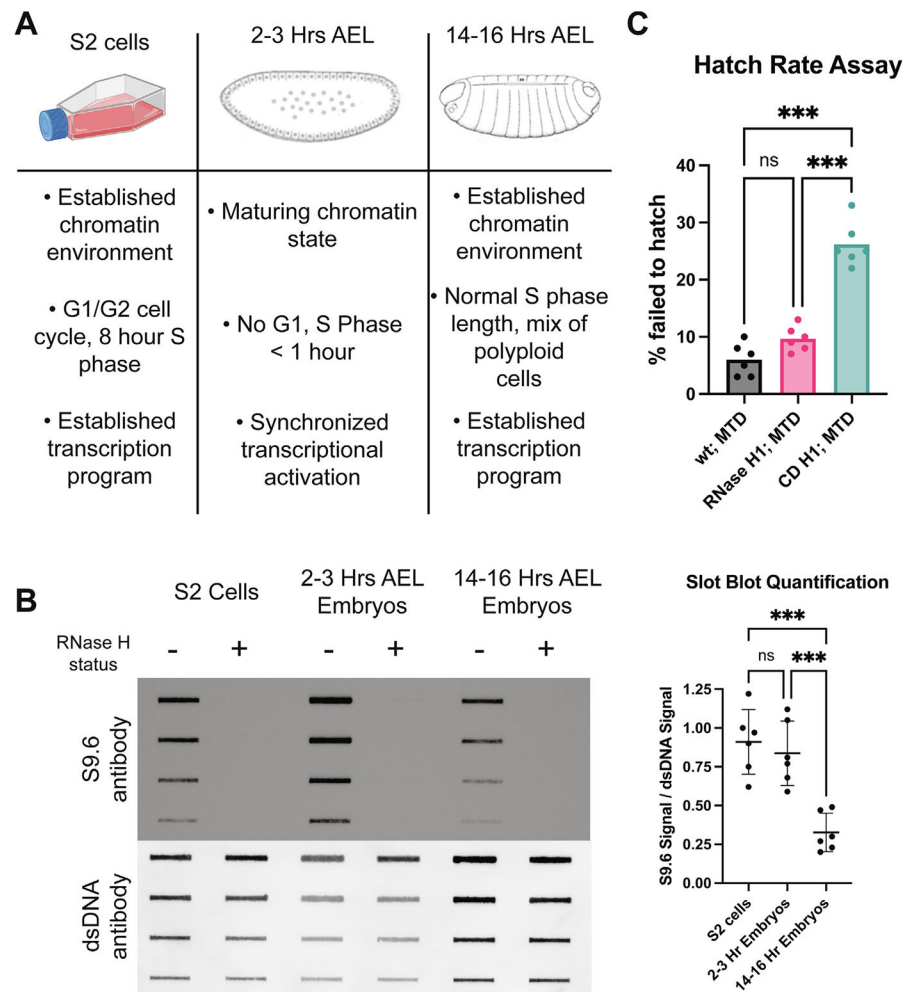 A
S2 cells
2-3 Hrs AEL
14-16 Hrs AEL
• Established
chromatin
environment
• G1/G2 cell
cycle, 8 hour S
phase
• Established
transcription
program
• Maturing chromatin
state
• No G1, S Phase
< 1 hour
• Synchronized
transcriptional
activation
• Established
chromatin
environment
• Normal S phase
length, mix of
polyploid
cells
• Established
transcription
program
C
Hatch Rate Assay
***
ns
***
% failed to hatch
40
30
20
10
0
wt; MTD
RNase H1; MTD
CD H1; MTD
B
S2 Cells
2-3 Hrs AEL
Embryos
14-16 Hrs AEL
Embryos
RNase H
status
- + - + - +
S9.6
antibody
dsDNA
antibody
Slot Blot Quantification
***
ns
***
S9.6 Signal / dsDNA Signal
1.25
1.00
0.75
0.50
0.25
0.00
S2 cells
2-3 Hr Embryos
14-16 Hr Embryos